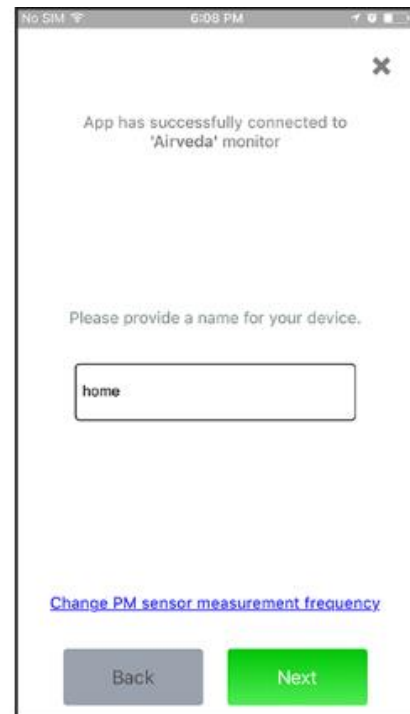 No SIM 6:08 PM
App has successfully connected to
'Airveda' monitor
Please provide a name for your device.
home
Change PM sensor measurement frequency
Back Next